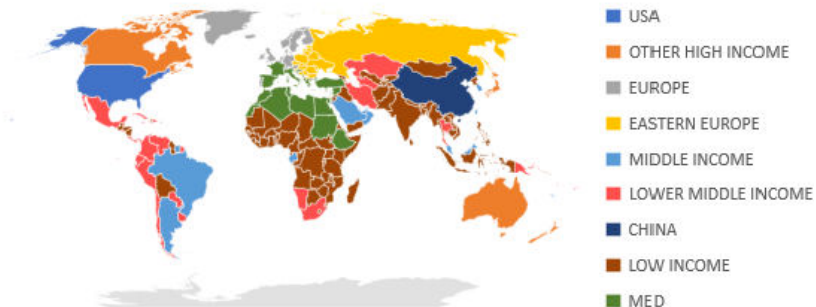 USA
OTHER HIGH INCOME
EUROPE
EASTERN EUROPE
MIDDLE INCOME
LOWER MIDDLE INCOME
CHINA
LOW INCOME
MED